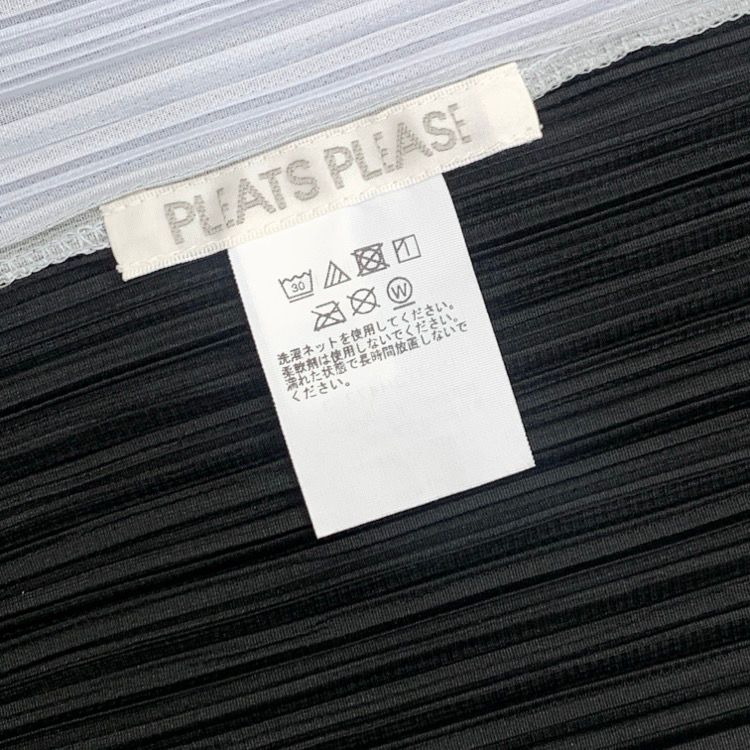 PLEATS PLEASE
30
W
洗濯ネットを使用してください。
柔軟剤は使用しないでください。
濡れた状態で長時間放置しないで
ください。